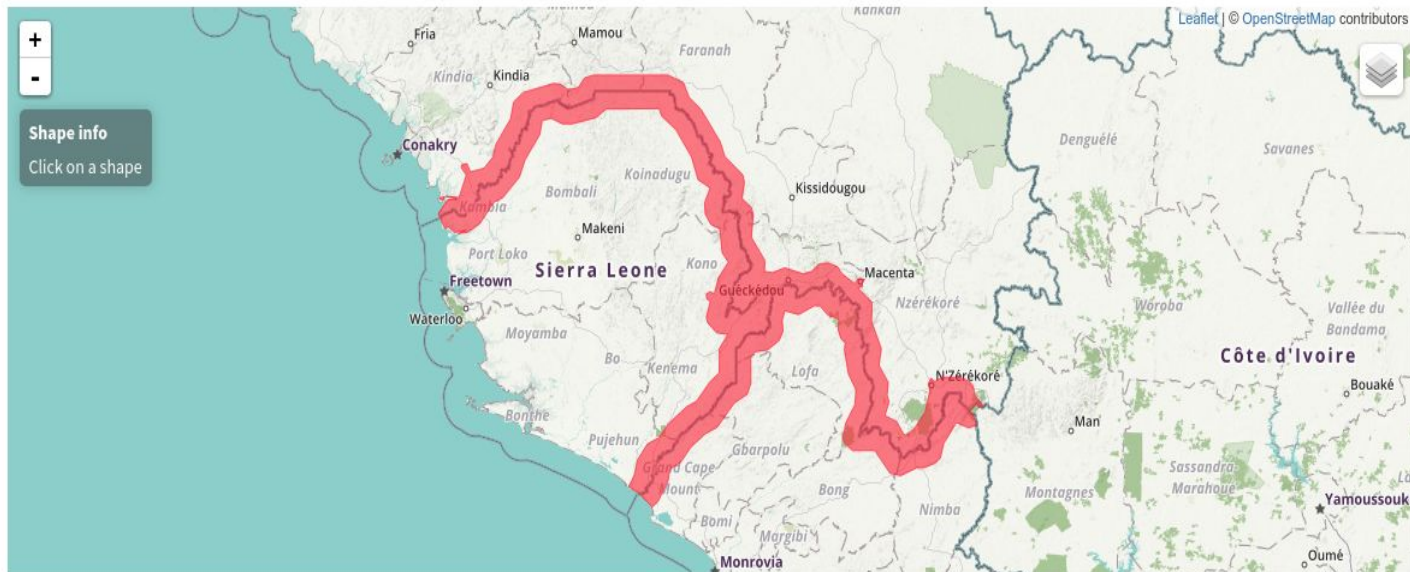 Leaflet | © OpenStreetMap contributors
+
-
Shape info
Click on a shape
Kankan
Fria
Mamou
Faranah
Kindia
Kindia
Denguélé
Savanes
Conakry
Koinadugu
Bombali
Kissidougou
Kambia
Makeni
Port Loko
Sierra Leone
Kono
Macenta
Freetown
Guéckédou
Nzérékoré
Woroba
Vallée du
Bandama
Waterloo
Moyamba
Bo
Kenema
Lofa
Côte d'Ivoire
N'Zérékoré
Bouaké
Bonthe
Man
Pujehun
Gbarpolu
Grand Cape
Mount
Bong
Montagnes
Sassandra
Marahoué
Yamoussouk
Nimba
Bomi
Margibi
Monrovia
Oumé